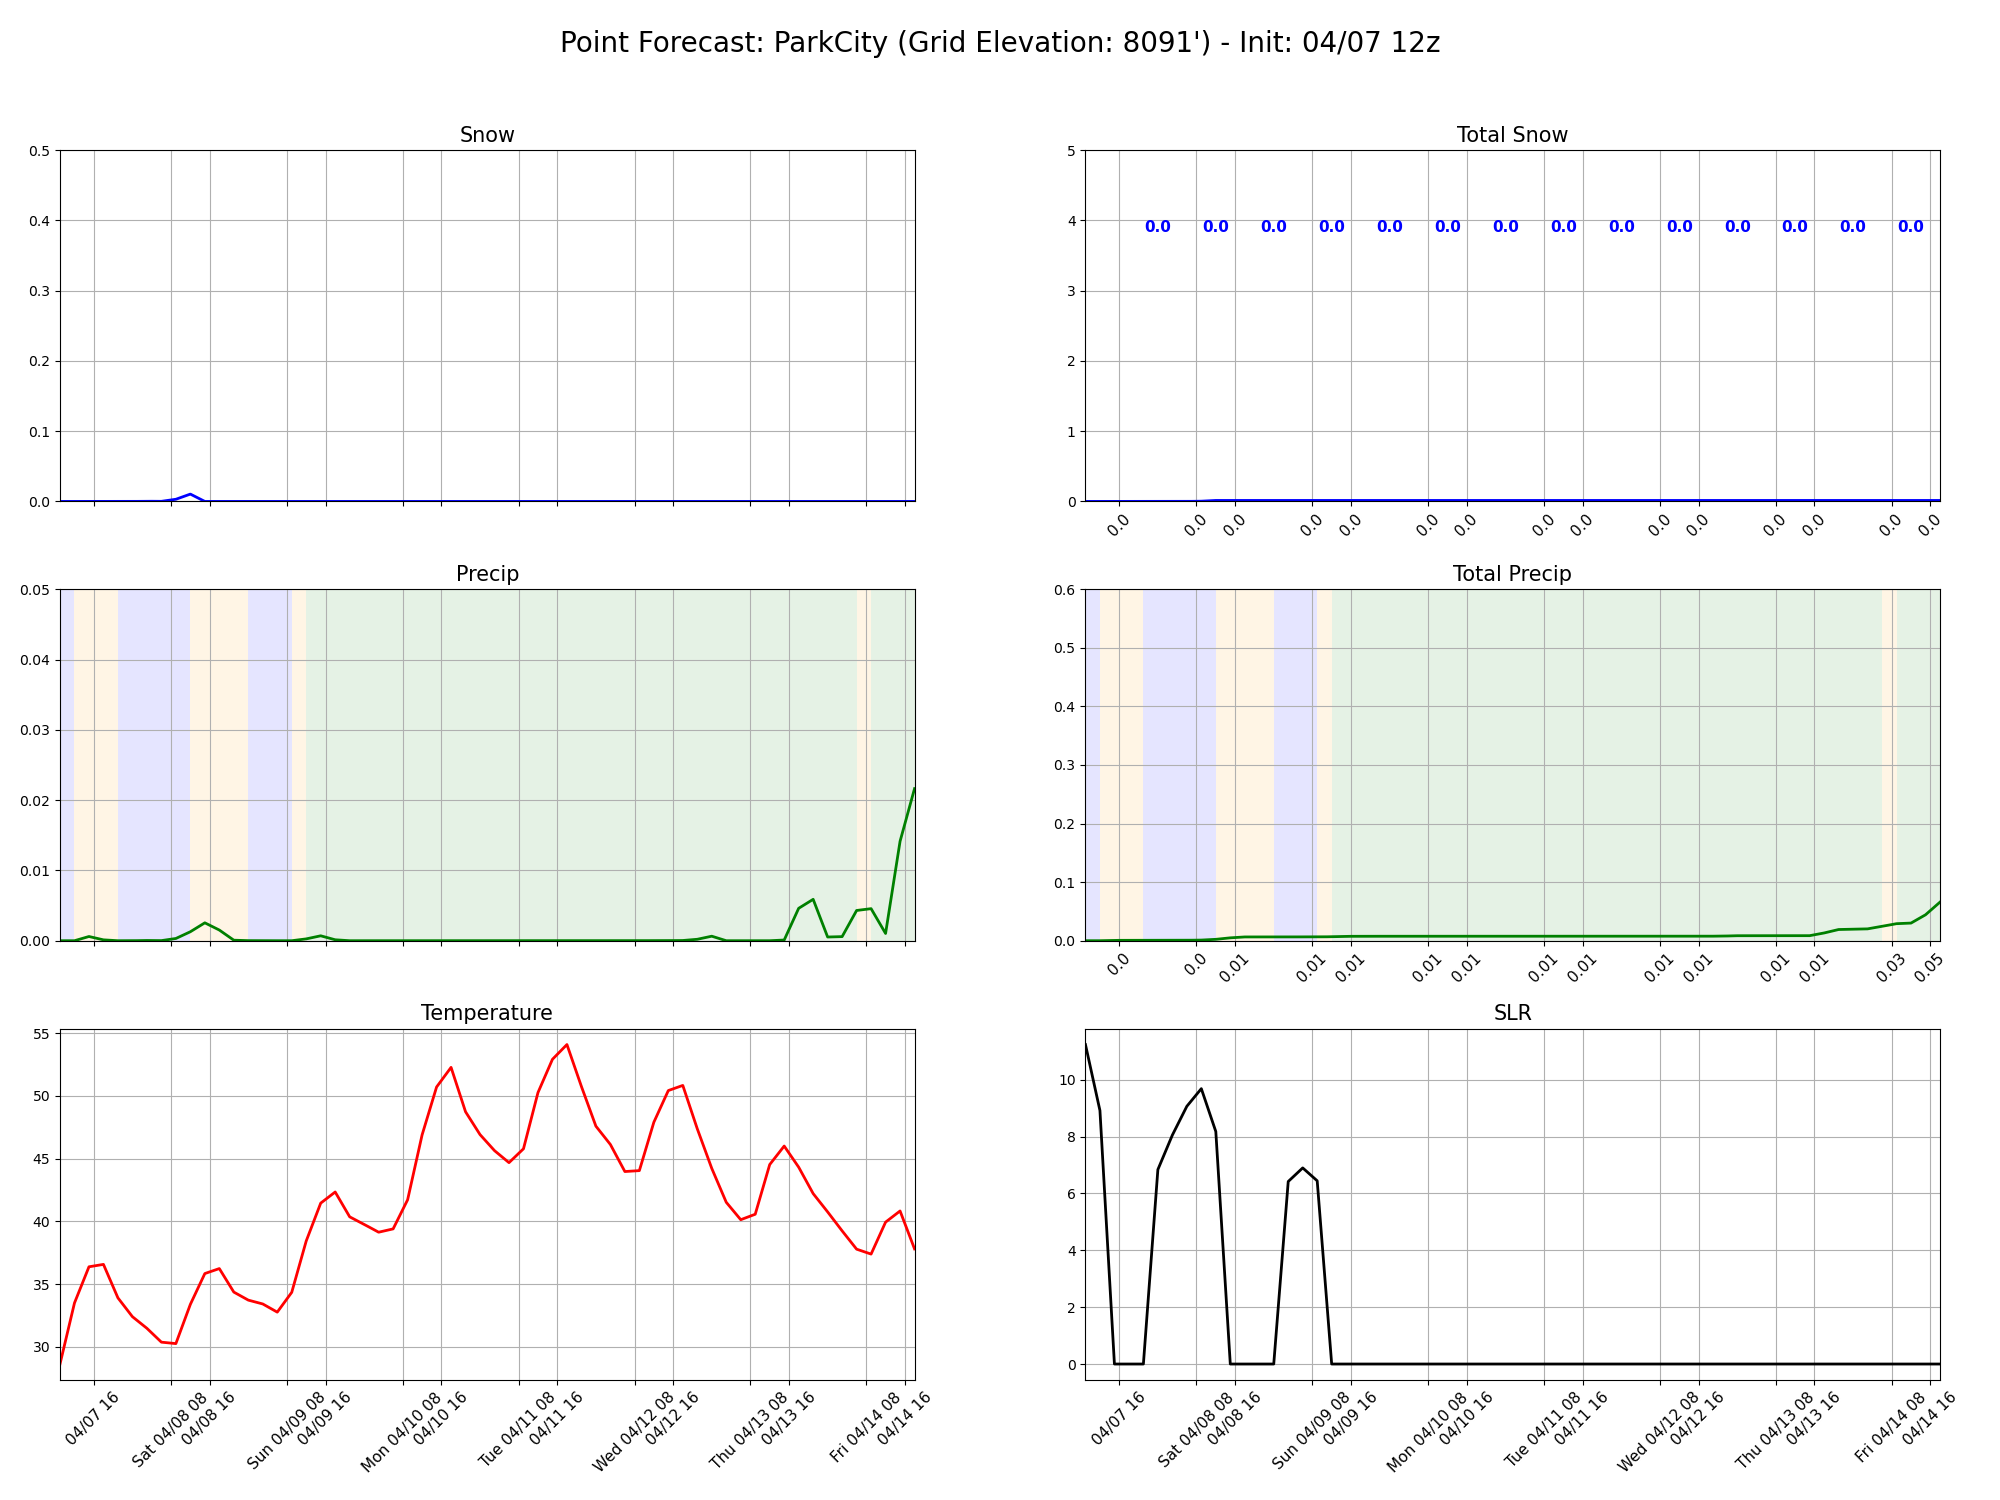 Point Forecast: ParkCity (Grid Elevation: 8091') - Init: 04/07 12z
Snow
0.5
0.4
0.3
0.2
0.1
0.0
Total Snow
5
4
3
2
1
0
0.0 0.0 0.0 0.0 0.0 0.0 0.0 0.0 0.0 0.0 0.0 0.0 0.0 0.0
0.0 0.0 0.0 0.0 0.0 0.0 0.0 0.0 0.0 0.0 0.0 0.0 0.0 0.0 0.0
Precip
0.05
0.04
0.03
0.02
0.01
0.00
Total Precip
0.6
0.5
0.4
0.3
0.2
0.1
0.0
0.0 0.0 0.01 0.01 0.01 0.01 0.01 0.01 0.01 0.01 0.01 0.01 0.01 0.03 0.05
Temperature
55
50
45
40
35
30
04/07 16
Sat 04/08 08
04/08 16
Sun 04/09 08
04/09 16
Mon 04/10 08
04/10 16
Tue 04/11 08
04/11 16
Wed 04/12 08
04/12 16
Thu 04/13 08
04/13 16
Fri 04/14 08
04/14 16
SLR
10
8
6
4
2
0
04/07 16
Sat 04/08 08
04/08 16
Sun 04/09 08
04/09 16
Mon 04/10 08
04/10 16
Tue 04/11 08
04/11 16
Wed 04/12 08
04/12 16
Thu 04/13 08
04/13 16
Fri 04/14 08
04/14 16